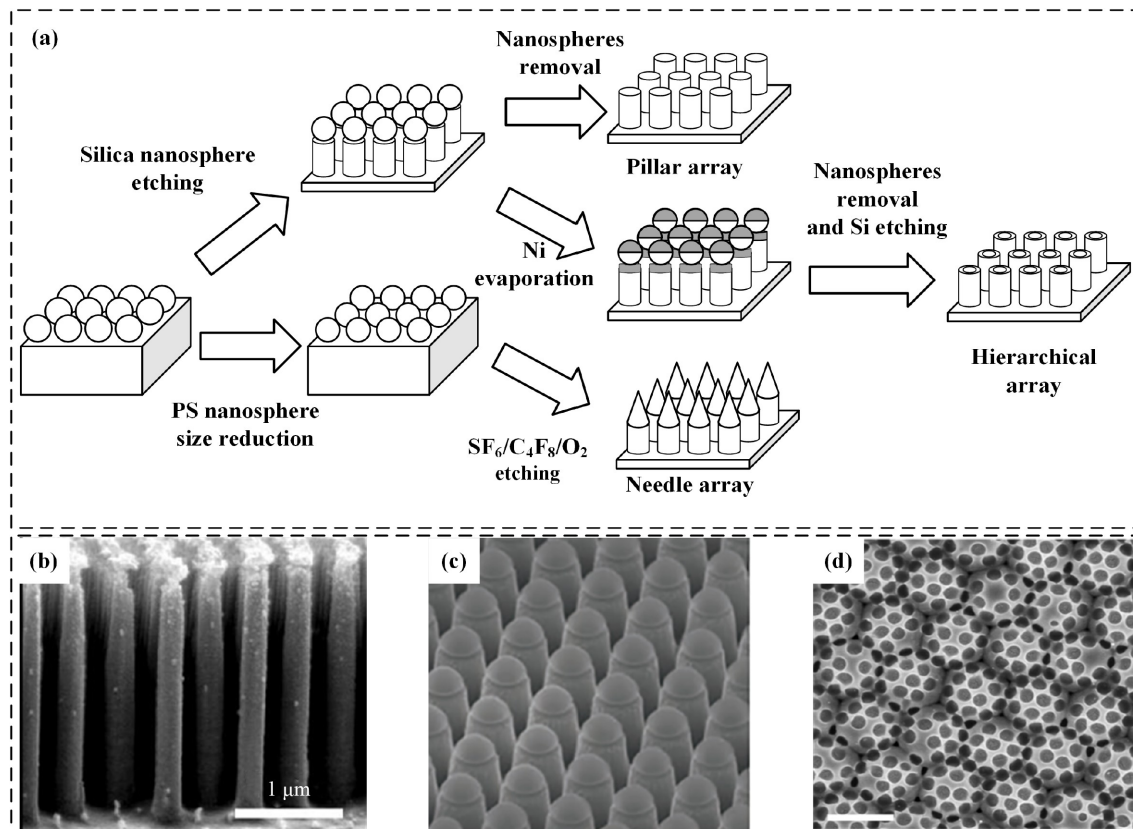 (a)
Nanospheres
removal
Silica nanosphere
etching
Pillar array
Nanospheres
removal
and Si etching
Ni
evaporation
Hierarchical
array
PS nanosphere
size reduction
SF₆/C₄F₈/O₂
etching
Needle array
(b)
(c)
(d)
1 μm